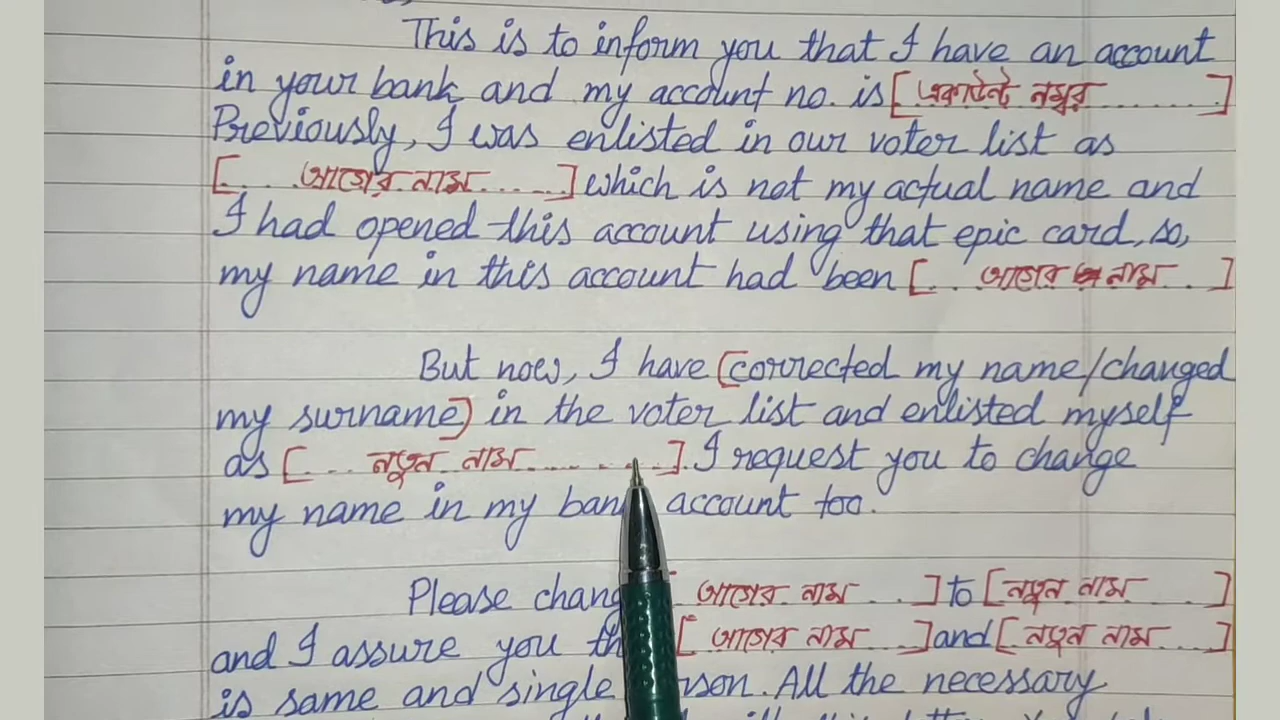 This is to inform you that I have an account
in your bank and my account no. is [একাউন্ট নম্বর ........]
Previously, I was enlisted in our voter list as
[... আগের নাম ......] which is not my actual name and
I had opened this account using that epic card, so,
my name in this account had been [.. আগের নাম ..]
But now, I have [corrected my name/changed
my surname] in the voter list and enlisted myself
as [... নতুন নাম ........]. I request you to change
my name in my bank account too.
Please chang [ আগের নাম ...] to [ নতুন নাম ....]
and I assure you th [ আগের নাম ...] and [ নতুন নাম ....]
is same and single rson. All the necessary